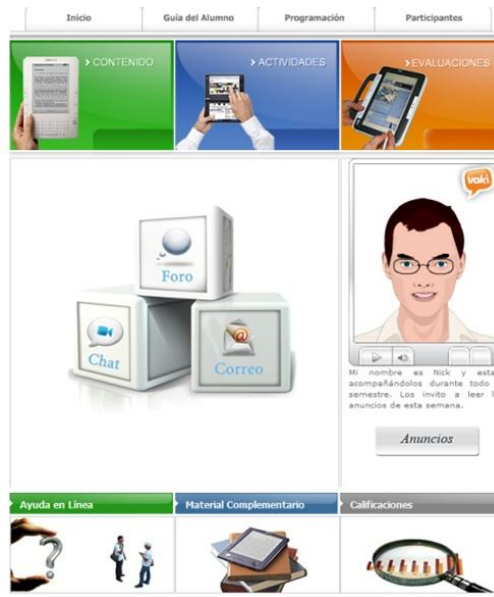 Inicio
Guía del Alumno
Programación
Participantes
CONTENIDO
ACTIVIDADES
EVALUACIONES
voki
Foro
Chat
Correo
Mi nombre es Nick y esta
acompañándolos durante todo
semestre. Los invito a leer l
anuncios de esta semana.
Anuncios
Ayuda en Línea
Material Complementario
Calificaciones